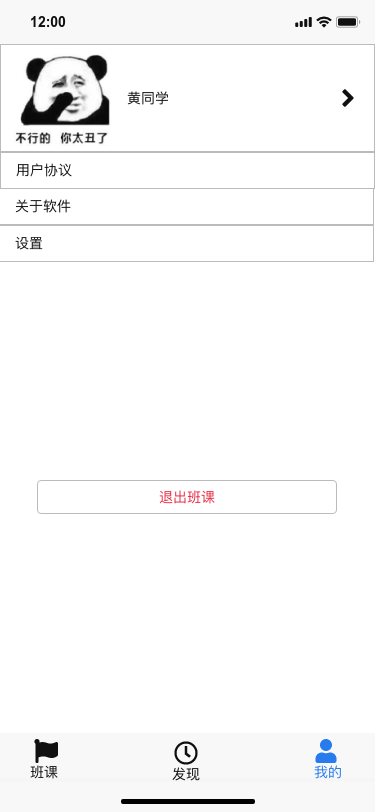 12:00
黄同学
不行的 你太丑了
用户协议
关于软件
设置
退出班课
班课
发现
我的